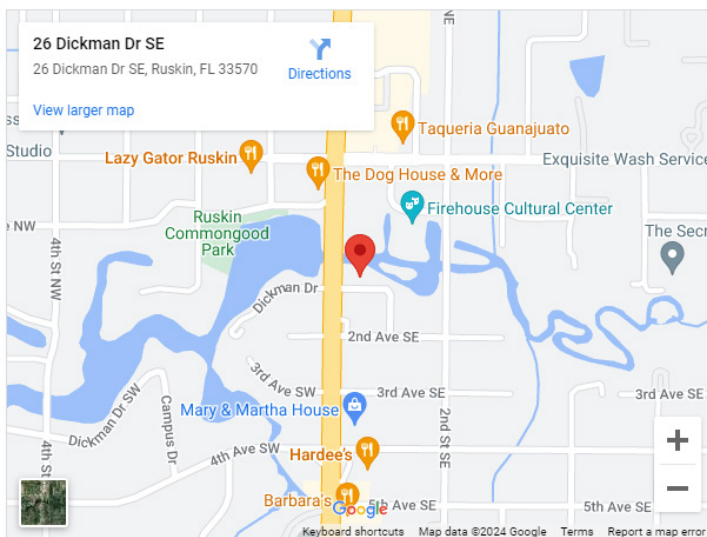 26 Dickman Dr SE
26 Dickman Dr SE, Ruskin, FL 33570
Directions
View larger map
NE
Taqueria Guanajuato
Studio
Lazy Gator Ruskin
Exquisite Wash Service
The Dog House & More
Ruskin
Commongood
Park
Firehouse Cultural Center
e NW
4th St NW
The Secr
Dickman Dr
2nd Ave SE
3rd Ave SW
3rd Ave SE
3rd Ave SE
Dickman Dr SW
Campus Dr
Mary & Martha House
2nd St SE
4th Ave SW
4th St
Hardee's
Barbara's
5th Ave SE
5th Ave SE
Google
Keyboard shortcuts Map data ©2024 Google Terms Report a map error